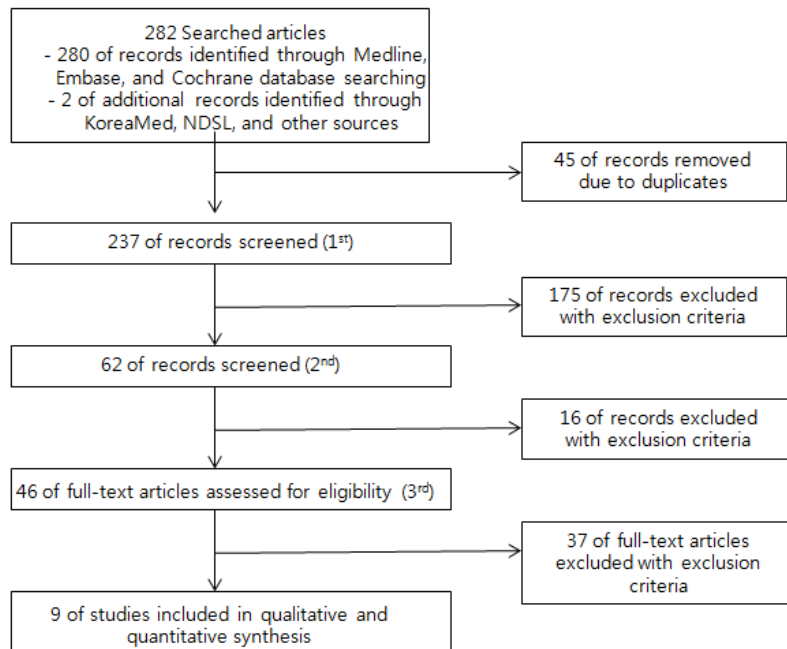 282 Searched articles
- 280 of records identified through Medline,
Embase, and Cochrane database searching
- 2 of additional records identified through
KoreaMed, NDSL, and other sources
45 of records removed
due to duplicates
237 of records screened (1st)
175 of records excluded
with exclusion criteria
62 of records screened (2nd)
16 of records excluded
with exclusion criteria
46 of full-text articles assessed for eligibility (3rd)
37 of full-text articles
excluded with exclusion
criteria
9 of studies included in qualitative and
quantitative synthesis